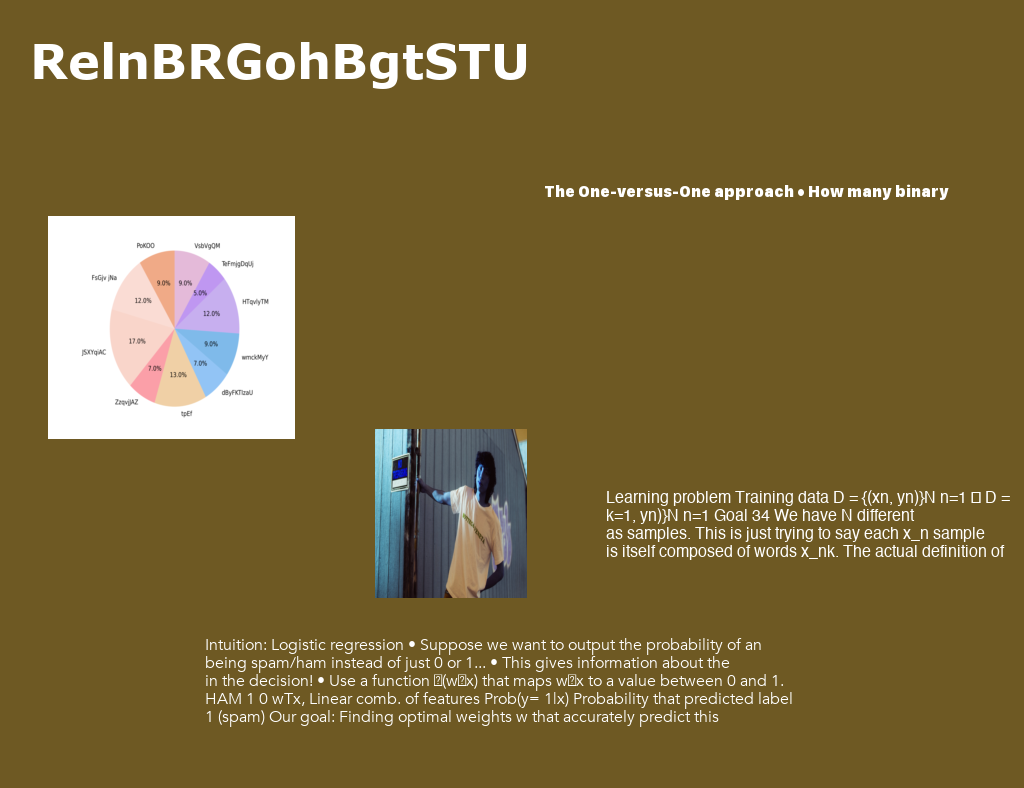 RelnBRGohBgtSTU
The One-versus-One approach • How many binary
PoKOO
VsbVgQM
TeFmjgDqUj
FsGjv jNa
9.0%
9.0%
5.0%
12.0%
12.0%
HTqviyTM
17.0%
9.0%
JSXYqiAC
wmckMyY
7.0%
7.0%
13.0%
dByFKTIzaU
ZzqvjjAZ
tpEf
Learning problem Training data D = {(xn, yn)}N n=1 D =
k=1, yn)}N n=1 Goal 34 We have N different
as samples. This is just trying to say each x_n sample
is itself composed of words x_nk. The actual definition of
Intuition: Logistic regression • Suppose we want to output the probability of an
being spam/ham instead of just 0 or 1... • This gives information about the
in the decision! • Use a function (wx) that maps wx to a value between 0 and 1.
HAM 1 0 wTx, Linear comb. of features Prob(y= 1|x) Probability that predicted label
1 (spam) Our goal: Finding optimal weights w that accurately predict this